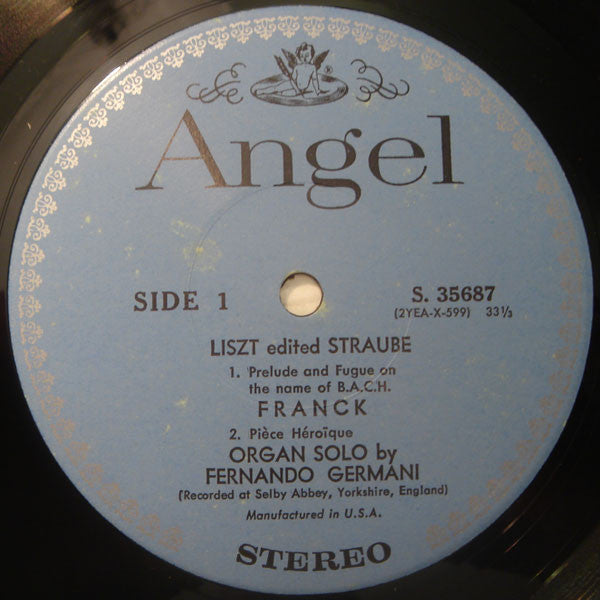 Angel
SIDE 1
S. 35687
(2YEA-X-599) 33⅓
LISZT edited STRAUBE
1. Prelude and Fugue on
the name of B.A.C.H.
FRANCK
2. Pièce Héroïque
ORGAN SOLO by
FERNANDO GERMANI
(Recorded at Selby Abbey, Yorkshire, England)
Manufactured in U.S.A.
STEREO